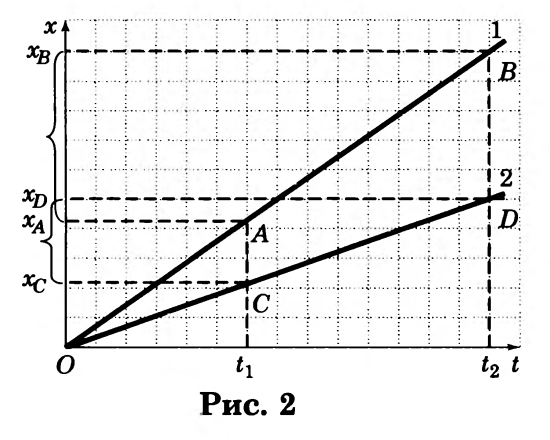 x
1
x_B
B
x_D
2
x_A
A
D
x_C
C
O
t_1
t_2
t
Рис. 2